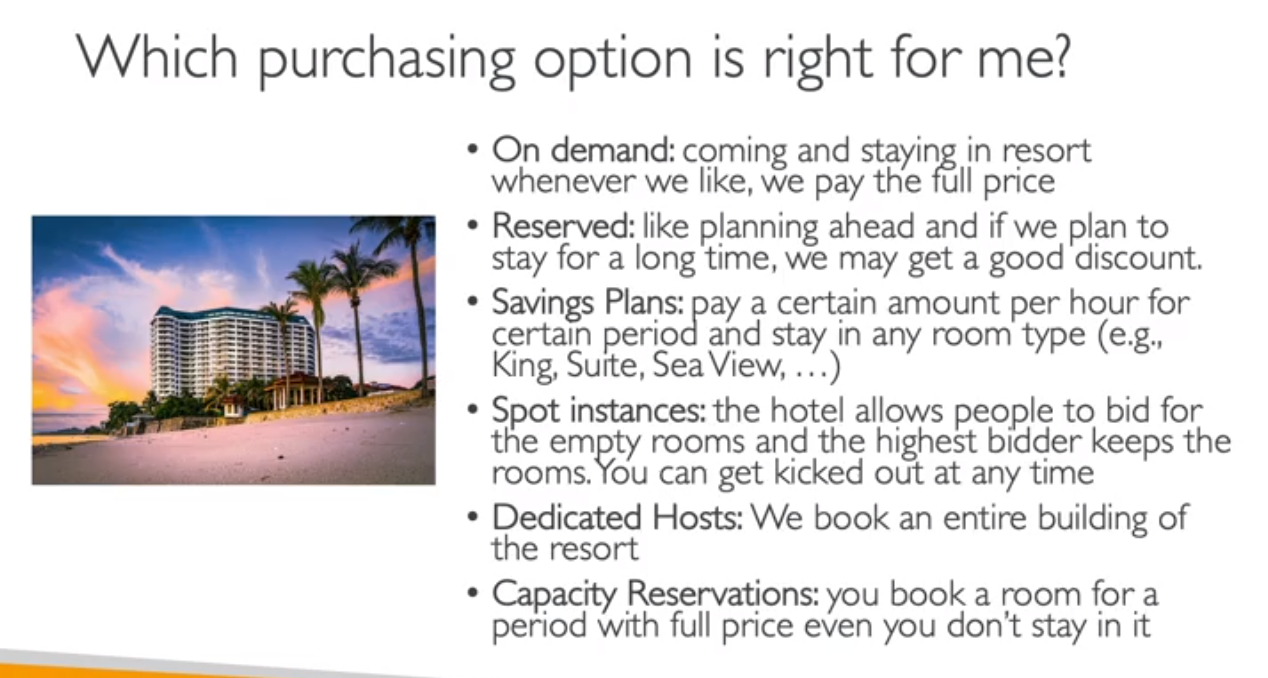 Which purchasing option is right for me?
• On demand: coming and staying in resort
whenever we like, we pay the full price
• Reserved: like planning ahead and if we plan to
stay for a long time, we may get a good discount.
• Savings Plans: pay a certain amount per hour for
certain period and stay in any room type (e.g.,
King, Suite, Sea View, …)
• Spot instances: the hotel allows people to bid for
the empty rooms and the highest bidder keeps the
rooms. You can get kicked out at any time
• Dedicated Hosts: We book an entire building of
the resort
• Capacity Reservations: you book a room for a
period with full price even you don't stay in it